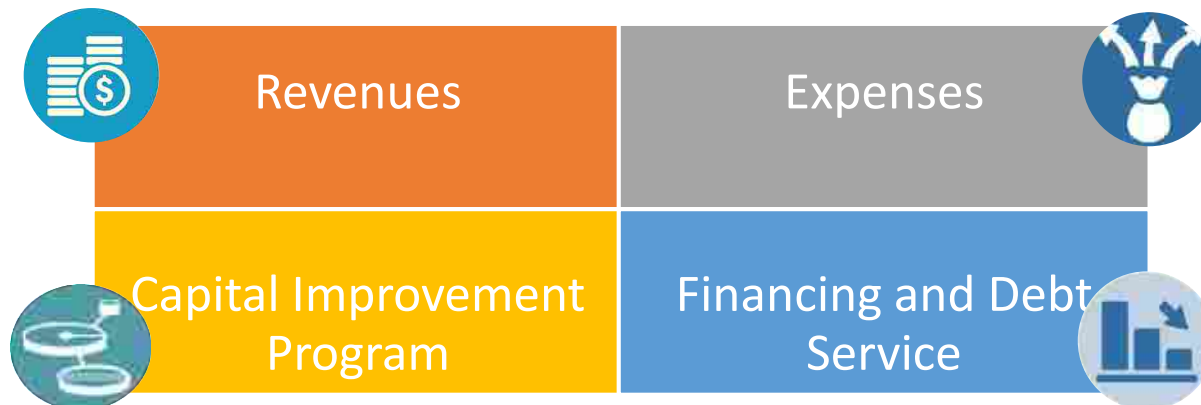 Revenues
Expenses
Capital Improvement
Program
Financing and Debt
Service
$